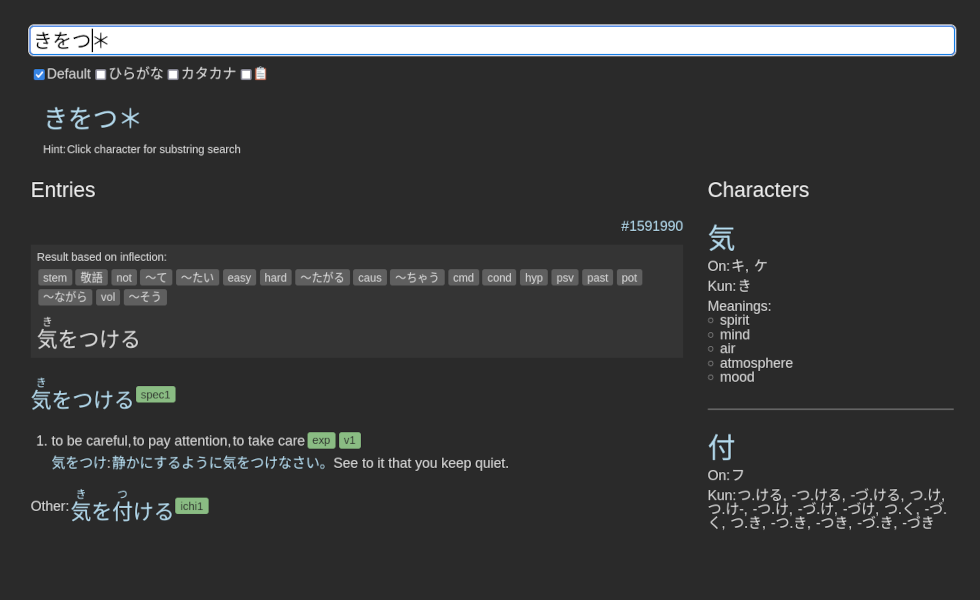 きをつ＊
Default ひらがな カタカナ 📋
きをつ＊
Hint: Click character for substring search
Entries
#1591990
Result based on inflection:
stem 敬語 not 〜て 〜たい easy hard 〜たがる caus 〜ちゃう cmd cond hyp psv past pot
〜ながら vol 〜そう
き
気をつける
き
気をつける spec1
1. to be careful, to pay attention, to take care exp v1
気をつけ: 静かにするように気をつけなさい。See to it that you keep quiet.
き つ
Other: 気を付ける ichi1
Characters
気
On: キ, ケ
Kun: き
Meanings:
spirit
mind
air
atmosphere
mood
付
On: フ
Kun: つ.ける, -つ.ける, -づ.ける, つ.け,
つ.け-, -つ.け, -づ.け, -づけ, つ.く, -づ.
く, つ.き, -つ.き, -つき, -づ.き, -づき